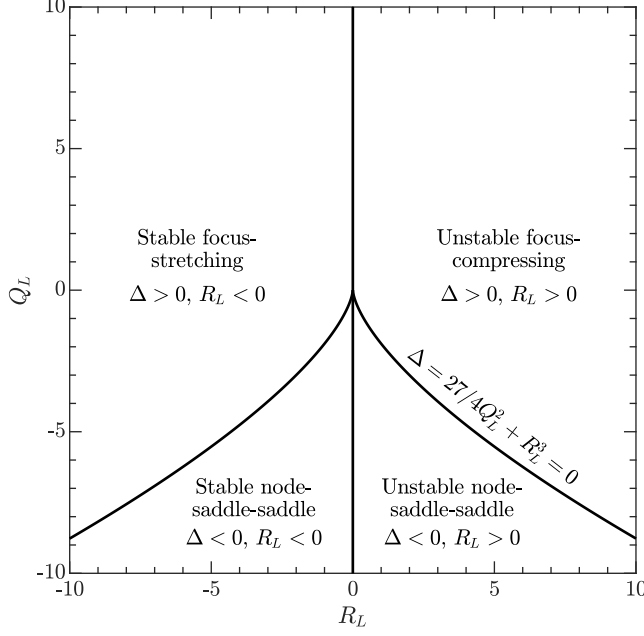 10
5
0
-5
-10
Q_L
Stable focus-
stretching
Δ > 0, R_L < 0
Unstable focus-
compressing
Δ > 0, R_L > 0
Δ = 27/4Q_L^2 + R_L^3 = 0
Stable node-
saddle-saddle
Δ < 0, R_L < 0
Unstable node-
saddle-saddle
Δ < 0, R_L > 0
-10 -5 0 5 10
R_L